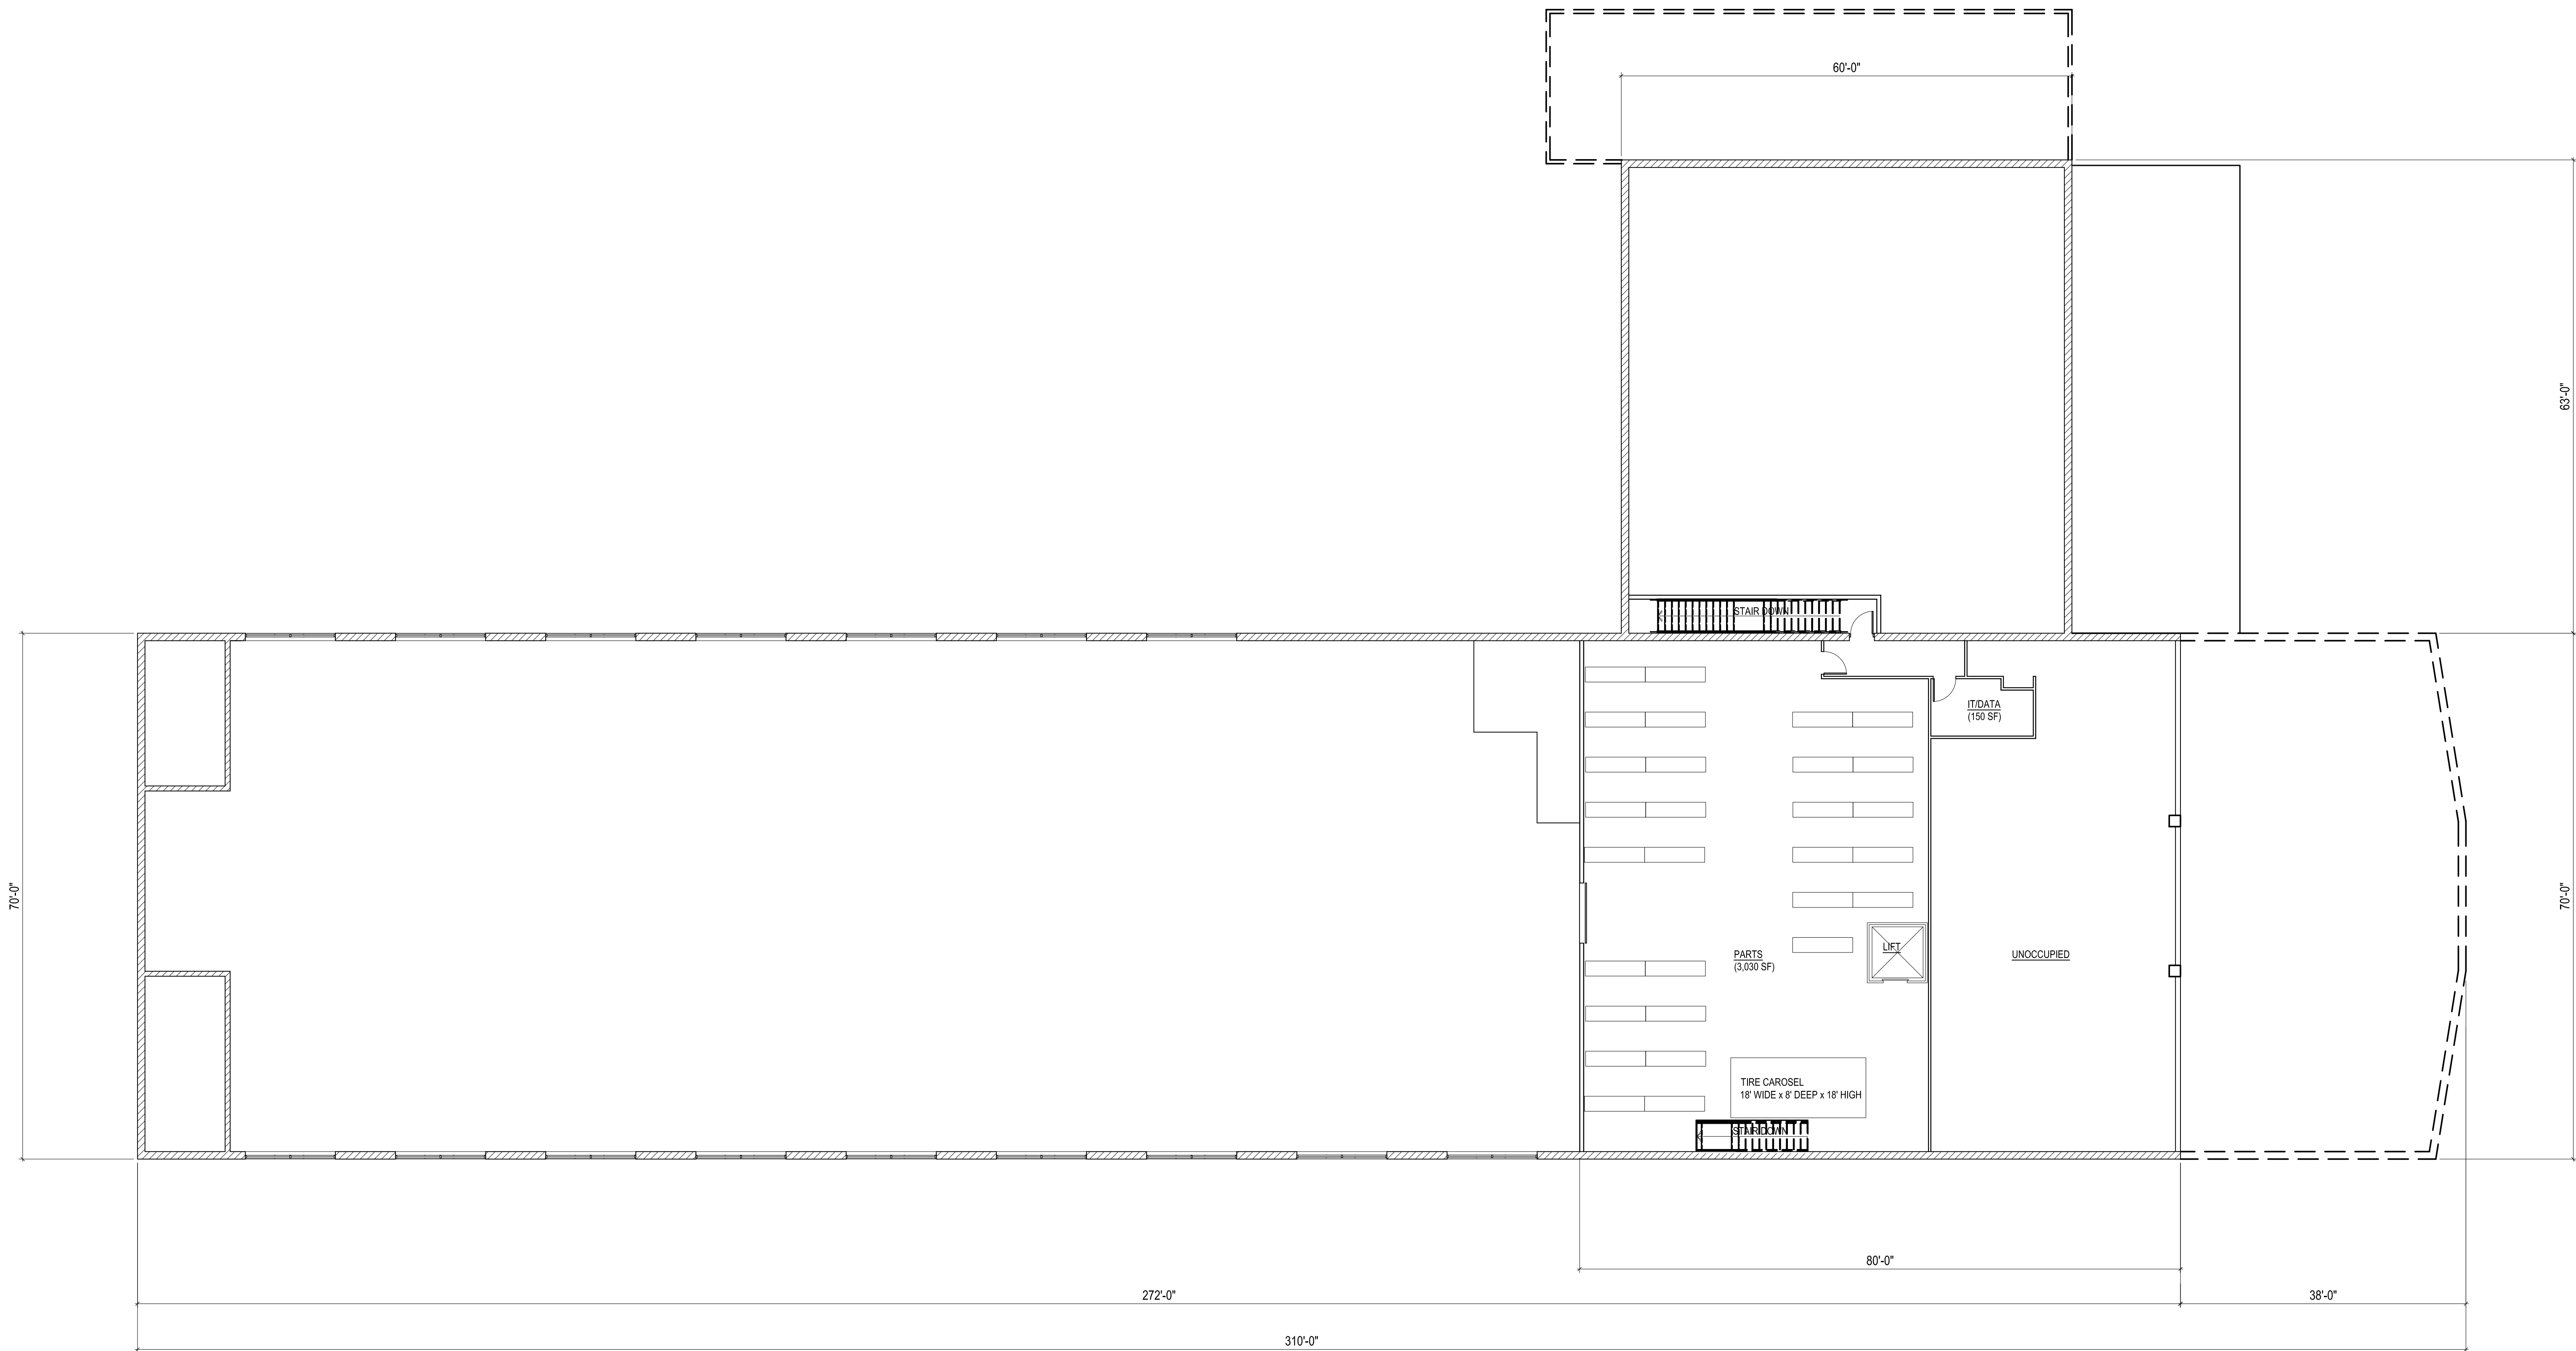 60'-0"
63'-0"
STAIR DOWN
IT/DATA
(150 SF)
70'-0"
70'-0"
LIFT
PARTS
(3,030 SF)
UNOCCUPIED
TIRE CAROSEL
18' WIDE x 8' DEEP x 18' HIGH
STAIR DOWN
80'-0"
272'-0"
38'-0"
310'-0"